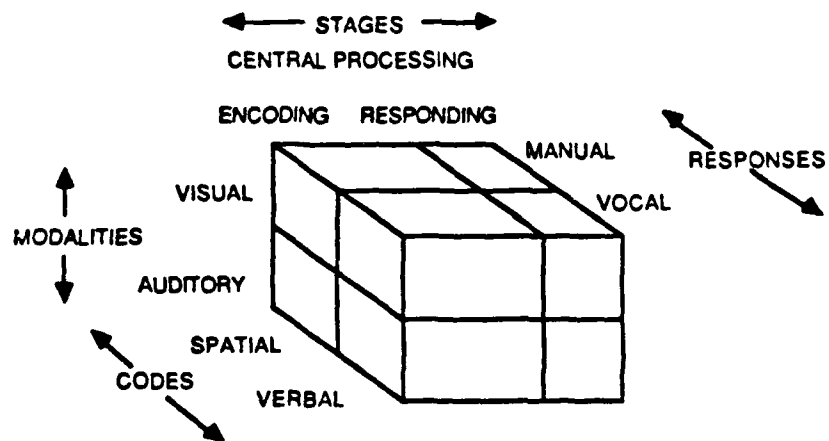 STAGES
CENTRAL PROCESSING
ENCODING RESPONDING
MANUAL
RESPONSES
VISUAL
VOCAL
MODALITIES
AUDITORY
SPATIAL
CODES
VERBAL